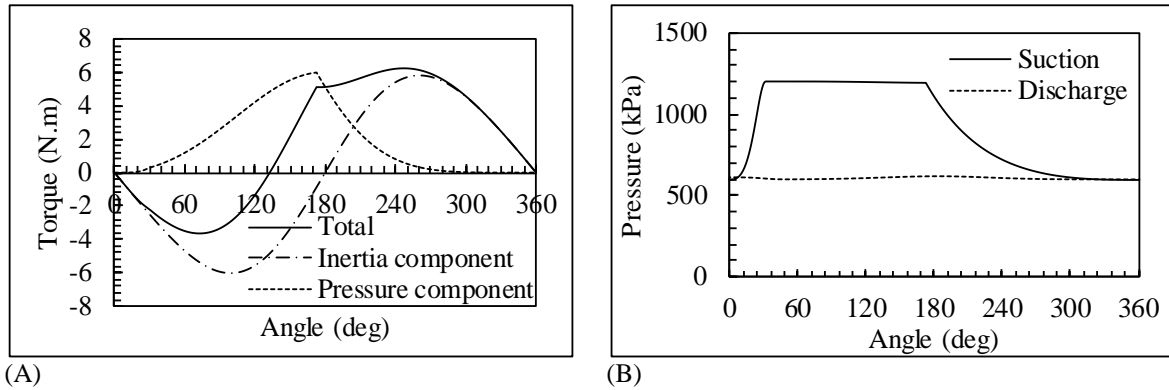 8
6
4
2
0
-2
-4
-6
-8
Torque (N.m)
0 60 120 180 240 300 360
Total
Inertia component
Pressure component
Angle (deg)
(A)
1500
1000
500
0
Pressure (kPa)
Suction
Discharge
0 60 120 180 240 300 360
Angle (deg)
(B)